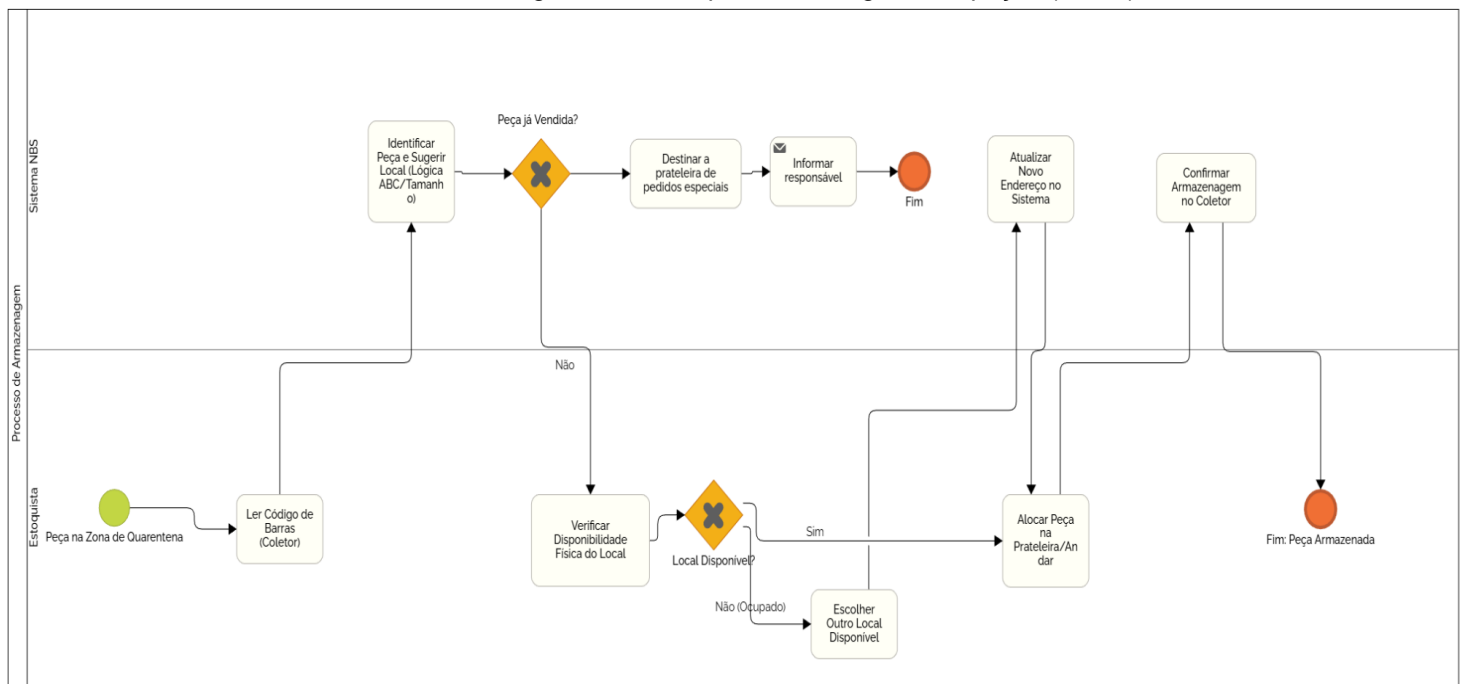 Processo de Armazenagem
Sistema NBS
Peça já Vendida?
Identificar
Peça e Sugerir
Local (Lógica
ABC/Tamanh
o)
Destinar a
prateleira de
pedidos especiais
Informar
responsável
Fim
Atualizar
Novo
Endereço no
Sistema
Confirmar
Armazenagem
no Coletor
Não
Estoquista
Peça na Zona de Quarentena
Ler Código de
Barras
(Coletor)
Verificar
Disponibilidade
Física do Local
Local Disponível?
Sim
Não (Ocupado)
Escolher
Outro Local
Disponível
Alocar Peça
na
Prateleira/An
dar
Fim: Peça Armazenada